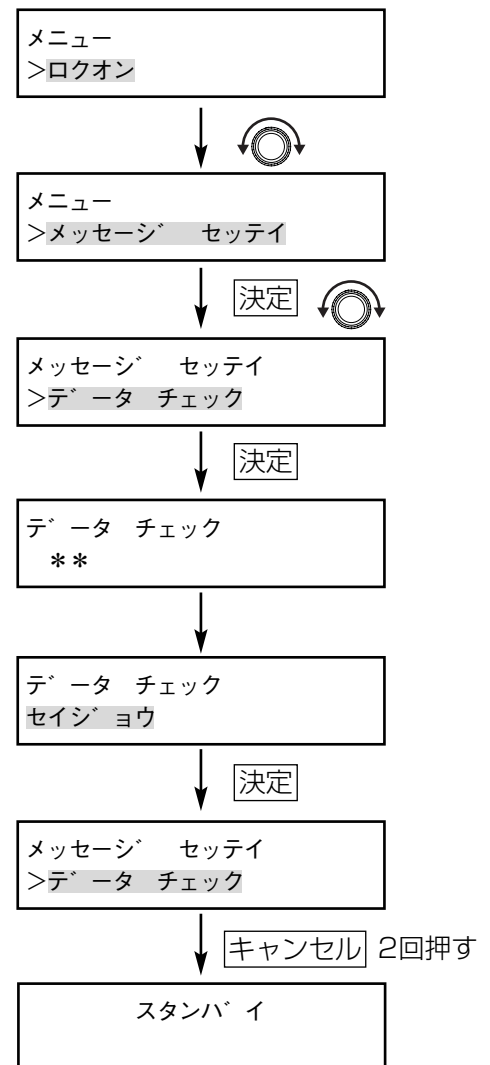 メニュー
>ロクオン
メニュー
>メッセージ゛　セッテイ
決定
メッセーシ゛　セッテイ
>テ゛ータ　チェック
決定
テ゛ータ　チェック
＊＊
テ゛ータ　チェック
セイシ゛ョウ
決定
メッセーシ゛　セッテイ
>テ゛ータ　チェック
キャンセル 2回押す
スタンハ゛イ